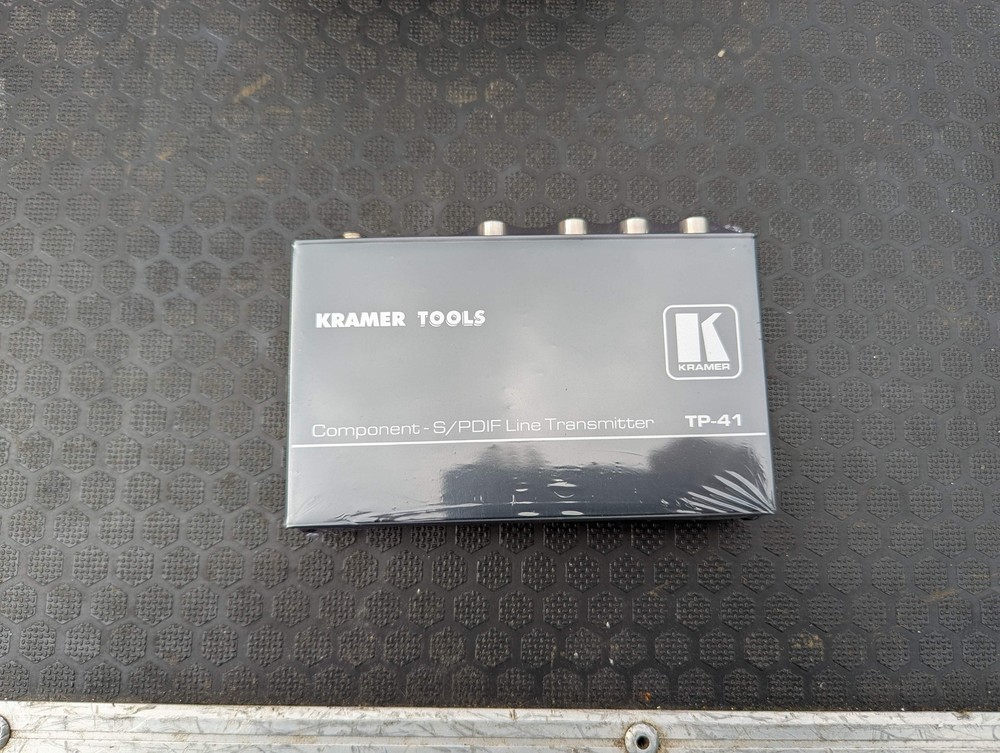 KRAMER TOOLS
K
KRAMER
Component - S/PDIF Line Transmitter TP-41